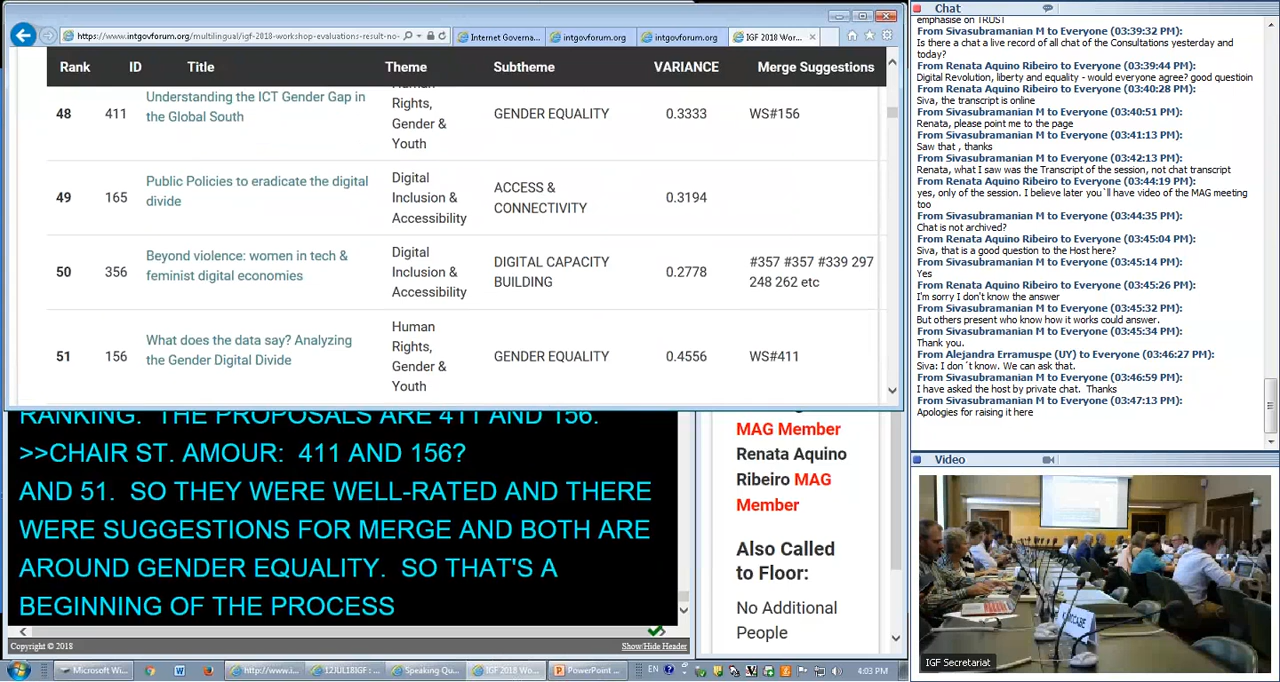 https://www.intgovforum.org/multilingual/igf-2018-workshop-evaluations-result-no-
Internet Governa...
intgovforum.org
intgovforum.org
IGF 2018 Wor...
Rank ID Title Theme Subtheme VARIANCE Merge Suggestions
48 411 Understanding the ICT Gender Gap in
the Global South
Human
Rights,
Gender &
Youth
GENDER EQUALITY 0.3333 WS#156
49 165 Public Policies to eradicate the digital
divide
Digital
Inclusion &
Accessibility
ACCESS &
CONNECTIVITY
0.3194
50 356 Beyond violence: women in tech &
feminist digital economies
Digital
Inclusion &
Accessibility
DIGITAL CAPACITY
BUILDING
0.2778
#357 #357 #339 297
248 262 etc
51 156 What does the data say? Analyzing
the Gender Digital Divide
Human
Rights,
Gender &
Youth
GENDER EQUALITY 0.4556 WS#411
RANKING. THE PROPOSALS ARE 411 AND 156.
>>CHAIR ST. AMOUR: 411 AND 156?
AND 51. SO THEY WERE WELL-RATED AND THERE
WERE SUGGESTIONS FOR MERGE AND BOTH ARE
AROUND GENDER EQUALITY. SO THAT'S A
BEGINNING OF THE PROCESS
Copyright © 2018
Show/Hide Header
MAG Member
Renata Aquino
Ribeiro MAG
Member
Also Called
to Floor:
No Additional
People
Chat
emphasise on TRUST
From Sivasubramanian M to Everyone (03:39:32 PM):
Is there a chat a live record of all chat of the Consultations yesterday and
today?
From Renata Aquino Ribeiro to Everyone (03:39:44 PM):
Digital Revolution, liberty and equality - would everyone agree? good question
From Renata Aquino Ribeiro to Everyone (03:40:28 PM):
Siva, the transcript is online
From Sivasubramanian M to Everyone (03:40:51 PM):
Renata, please point me to the page
From Sivasubramanian M to Everyone (03:41:13 PM):
Saw that , thanks
From Sivasubramanian M to Everyone (03:42:13 PM):
Renata, what I saw was the Transcript of the session, not chat transcript
From Renata Aquino Ribeiro to Everyone (03:44:19 PM):
yes, only of the session. I believe later you`ll have video of the MAG meeting
too
From Sivasubramanian M to Everyone (03:44:35 PM):
Chat is not archived?
From Renata Aquino Ribeiro to Everyone (03:45:04 PM):
Siva, that is a good question to the Host here?
From Sivasubramanian M to Everyone (03:45:14 PM):
Yes
From Renata Aquino Ribeiro to Everyone (03:45:26 PM):
I'm sorry I don't know the answer
From Sivasubramanian M to Everyone (03:45:32 PM):
But others present who know how it works could answer.
From Sivasubramanian M to Everyone (03:45:34 PM):
Thank you.
From Alejandra Erramuspe (UY) to Everyone (03:46:27 PM):
Siva: I don´t know. We can ask that.
From Sivasubramanian M to Everyone (03:46:59 PM):
I have asked the host by private chat. Thanks
From Sivasubramanian M to Everyone (03:47:13 PM):
Apologies for raising it here
Video
IGF Secretariat
Microsoft Wi...
http://www.i...
12JUL18IGF : ...
Speaking Qu...
IGF 2018 Wo...
PowerPoint ...
EN
4:03 PM